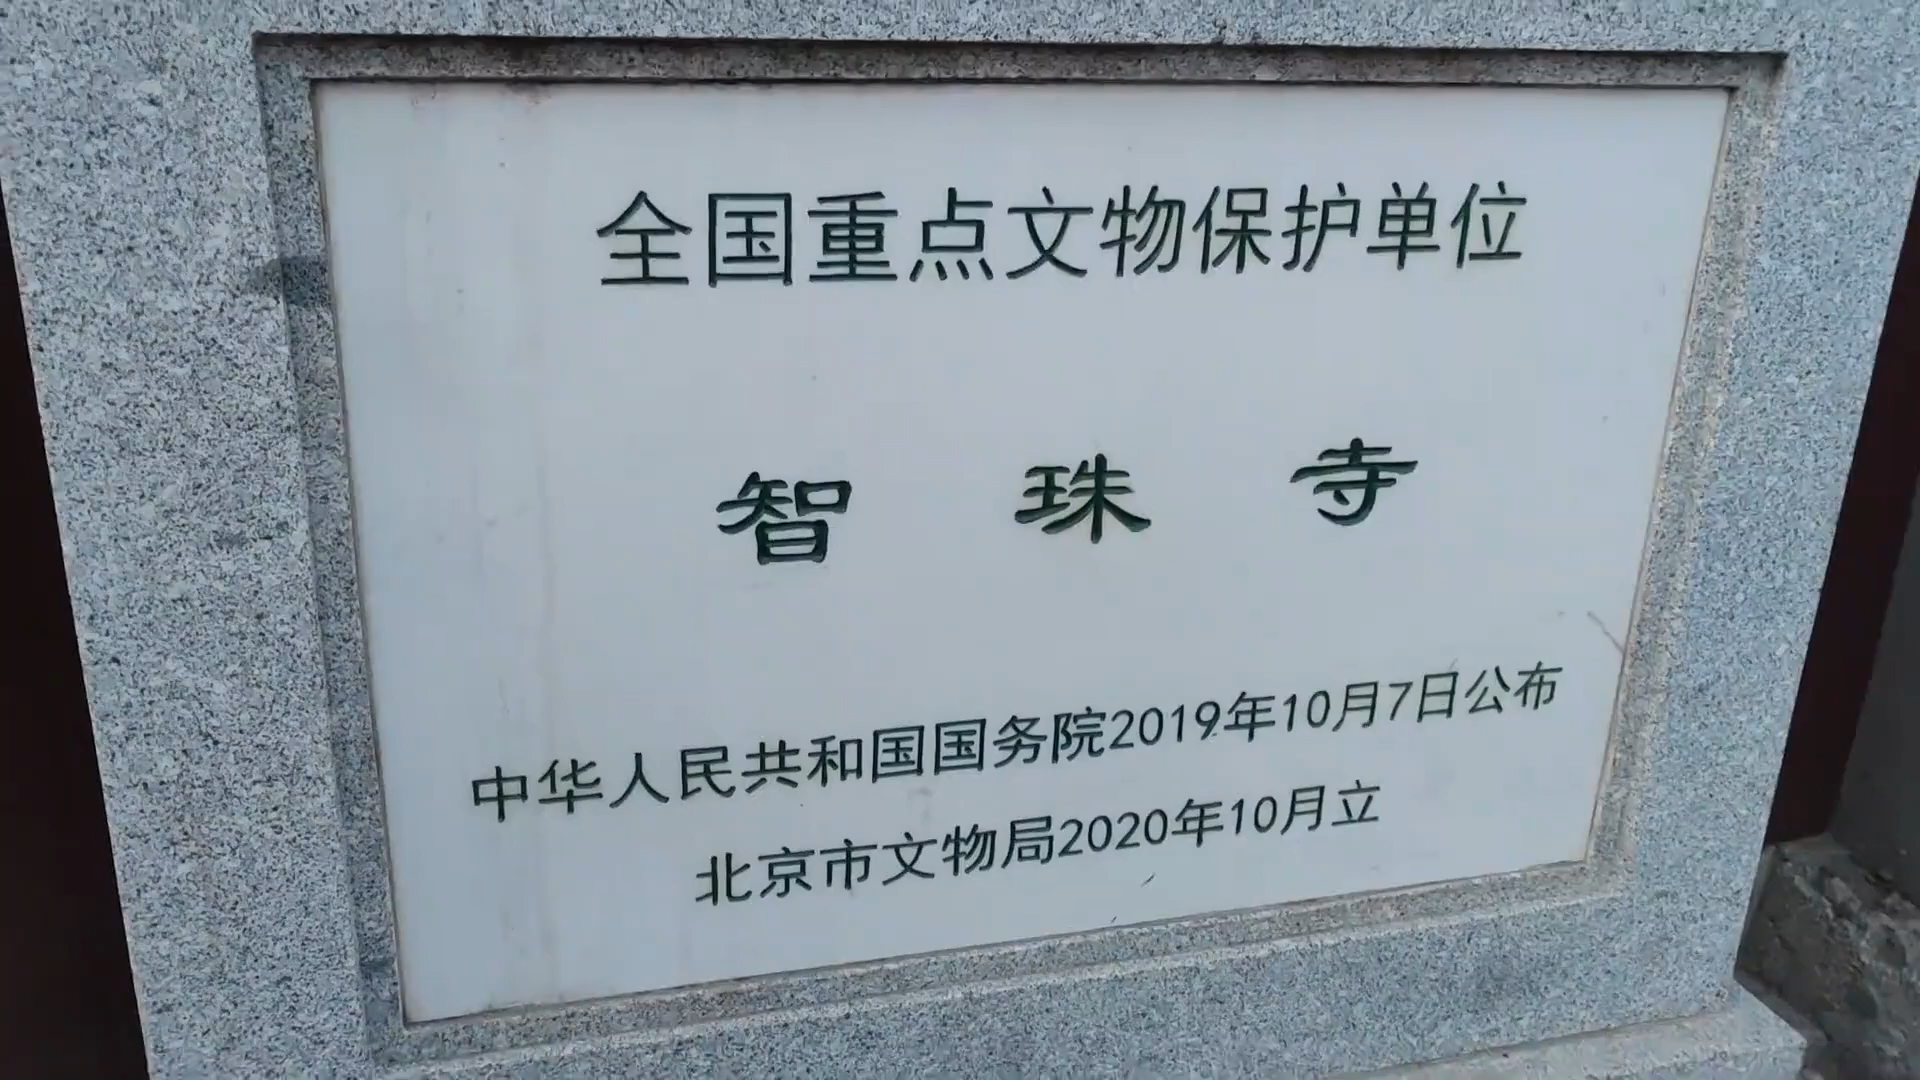 全国重点文物保护单位
智珠寺
中华人民共和国国务院2019年10月7日公布
北京市文物局2020年10月立